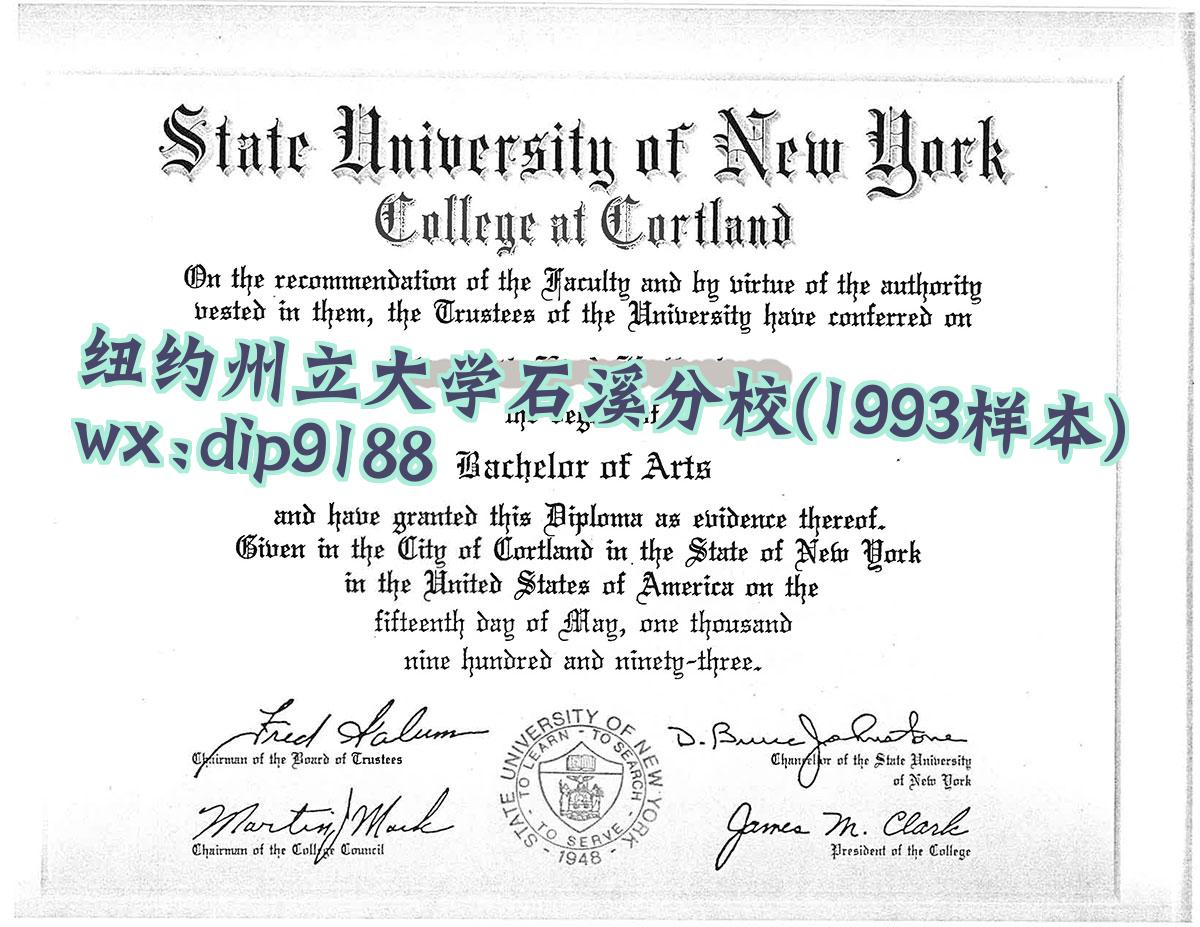 State University of New York
College at Cortland
On the recommendation of the Faculty and by virtue of the authority
vested in them, the Trustees of the University have conferred on
纽约州立大学石溪分校(1993样本)
wx:dip9188
Bachelor of Arts
and have granted this Diploma as evidence thereof.
Given in the City of Cortland in the State of New York
in the United States of America on the
fifteenth day of May, one thousand
nine hundred and ninety-three.
Chairman of the Board of Trustees
D. Bruce Johnstone
Chancellor of the State University
of New York
STATE UNIVERSITY OF NEW YORK
TO LEARN - TO SEARCH - TO SERVE
- 1948 -
Martin Mack
Chairman of the College Council
James M. Clark
President of the College